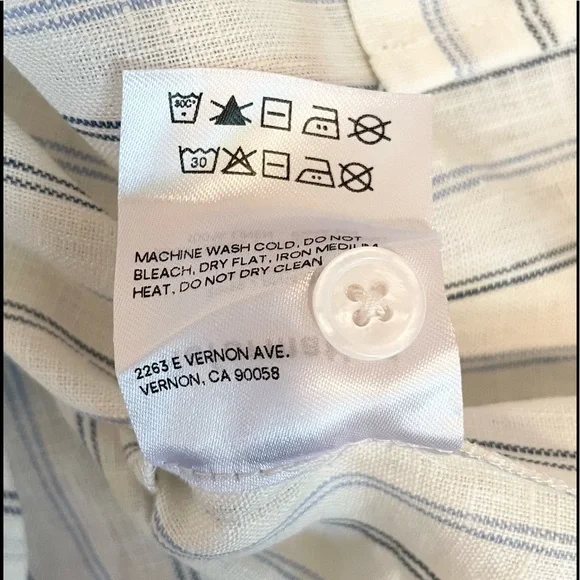 30C°
30
MACHINE WASH COLD, DO NOT
BLEACH, DRY FLAT, IRON MEDIUM
HEAT, DO NOT DRY CLEAN
2263 E VERNON AVE.
VERNON, CA 90058